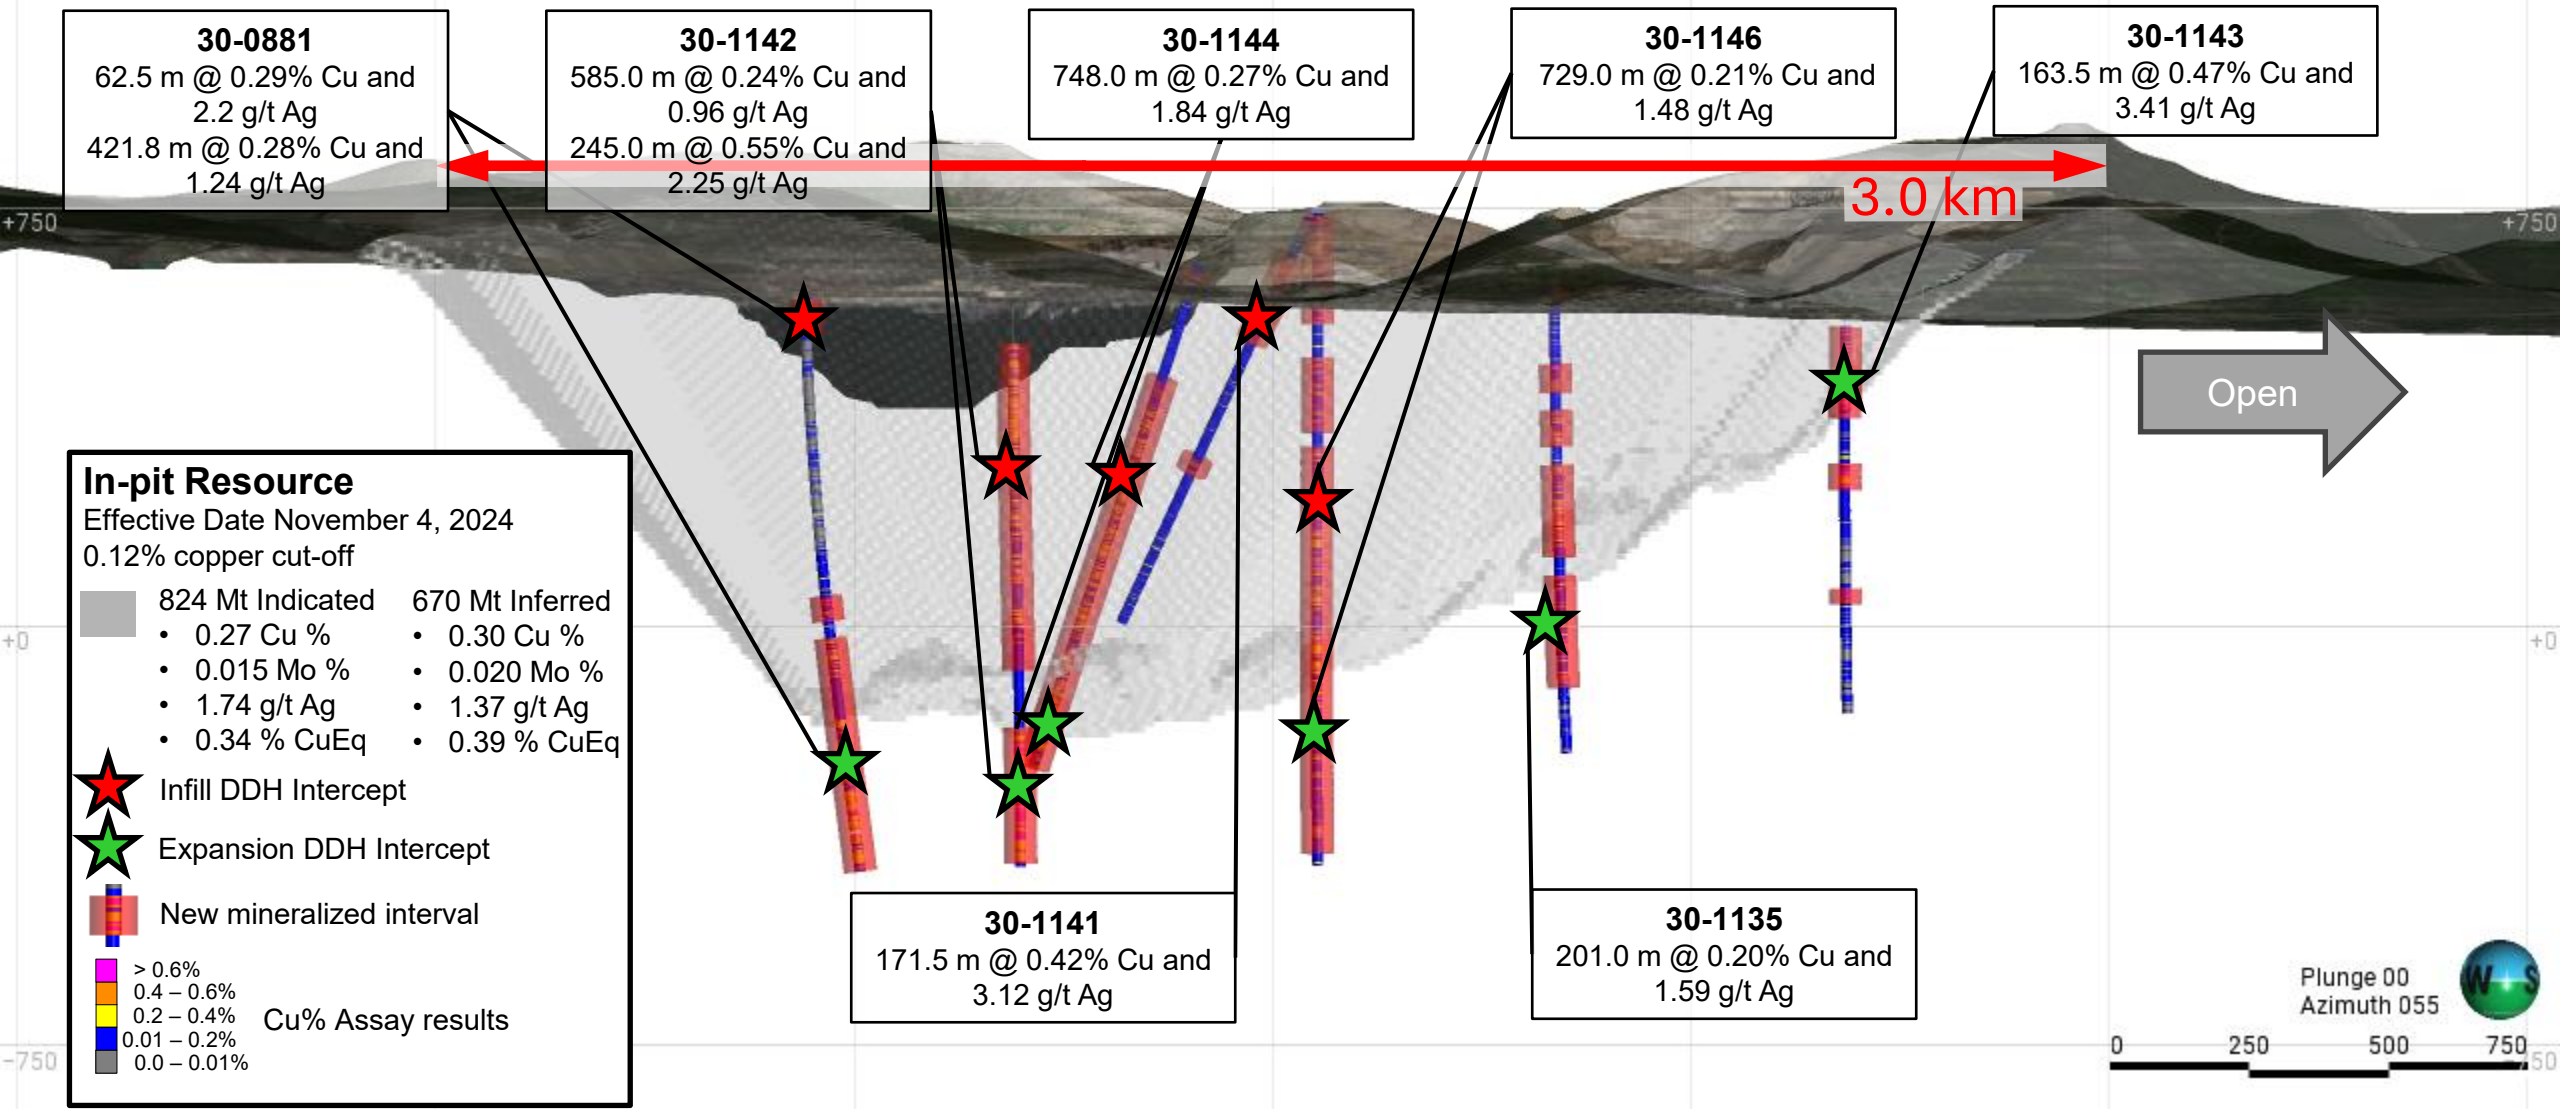 30-0881
62.5 m @ 0.29% Cu and
2.2 g/t Ag
421.8 m @ 0.28% Cu and
1.24 g/t Ag
30-1142
585.0 m @ 0.24% Cu and
0.96 g/t Ag
245.0 m @ 0.55% Cu and
2.25 g/t Ag
30-1144
748.0 m @ 0.27% Cu and
1.84 g/t Ag
30-1146
729.0 m @ 0.21% Cu and
1.48 g/t Ag
30-1143
163.5 m @ 0.47% Cu and
3.41 g/t Ag
3.0 km
+750
+750
Open
In-pit Resource
Effective Date November 4, 2024
0.12% copper cut-off
824 Mt Indicated
• 0.27 Cu %
• 0.015 Mo %
• 1.74 g/t Ag
• 0.34 % CuEq
670 Mt Inferred
• 0.30 Cu %
• 0.020 Mo %
• 1.37 g/t Ag
• 0.39 % CuEq
Infill DDH Intercept
Expansion DDH Intercept
New mineralized interval
> 0.6%
0.4 – 0.6%
0.2 – 0.4%
0.01 – 0.2%
0.0 – 0.01%
Cu% Assay results
+0
+0
30-1141
171.5 m @ 0.42% Cu and
3.12 g/t Ag
30-1135
201.0 m @ 0.20% Cu and
1.59 g/t Ag
Plunge 00
Azimuth 055
W S
0 250 500 750
-750